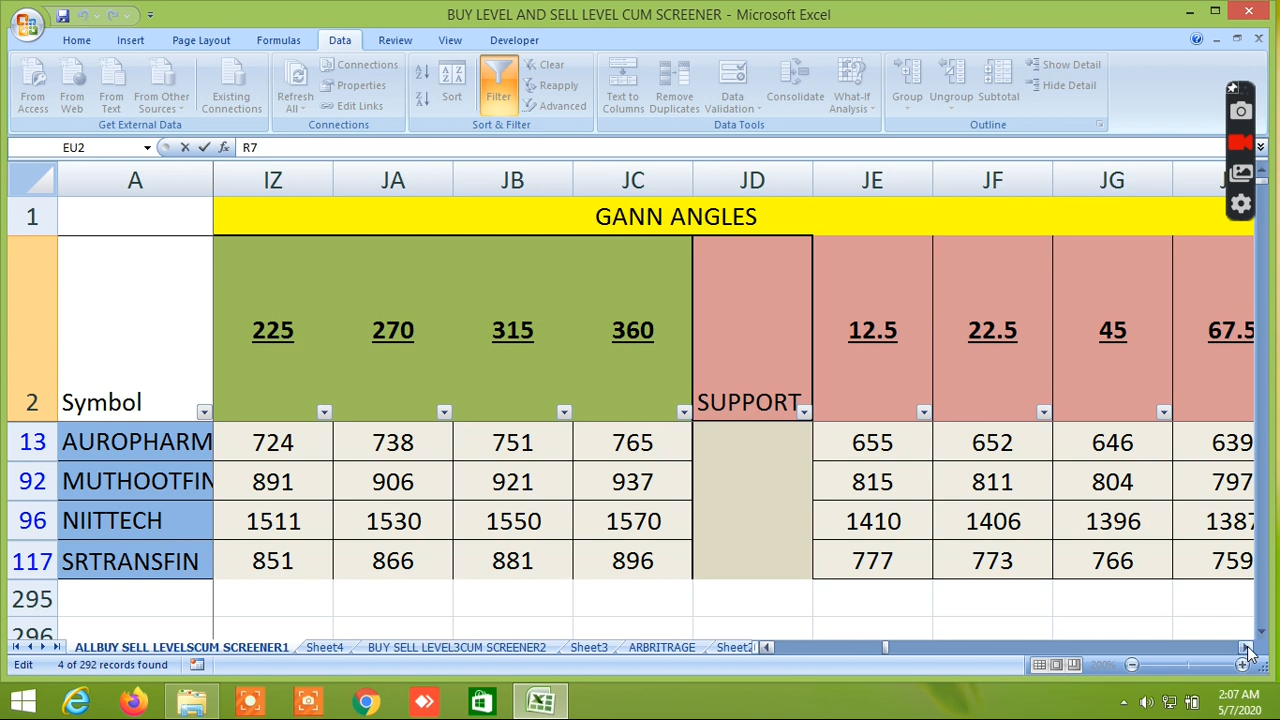 BUY LEVEL AND SELL LEVEL CUM SCREENER - Microsoft Excel
Home Insert Page Layout Formulas Data Review View Developer
From Access
From Web
From Text
From Other Sources
Existing Connections
Get External Data
Refresh All
Connections
Properties
Edit Links
Connections
Sort
Filter
Clear
Reapply
Advanced
Sort & Filter
Text to Columns
Remove Duplicates
Data Validation
Consolidate
What-If Analysis
Data Tools
Group
Ungroup
Subtotal
Show Detail
Hide Detail
Outline
EU2 fx R7
A IZ JA JB JC JD JE JF JG
1 GANN ANGLES
225 270 315 360 12.5 22.5 45 67.5
2 Symbol SUPPORT
13 AUROPHARM 724 738 751 765 655 652 646 639
92 MUTHOOTFIN 891 906 921 937 815 811 804 797
96 NIITTECH 1511 1530 1550 1570 1410 1406 1396 1387
117 SRTRANSFIN 851 866 881 896 777 773 766 759
295
296
ALLBUY SELL LEVELSCUM SCREENER1 Sheet4 BUY SELL LEVEL3CUM SCREENER2 Sheet3 ARBRITRAGE Sheet2
Edit 4 of 292 records found 200%
2:07 AM
5/7/2020